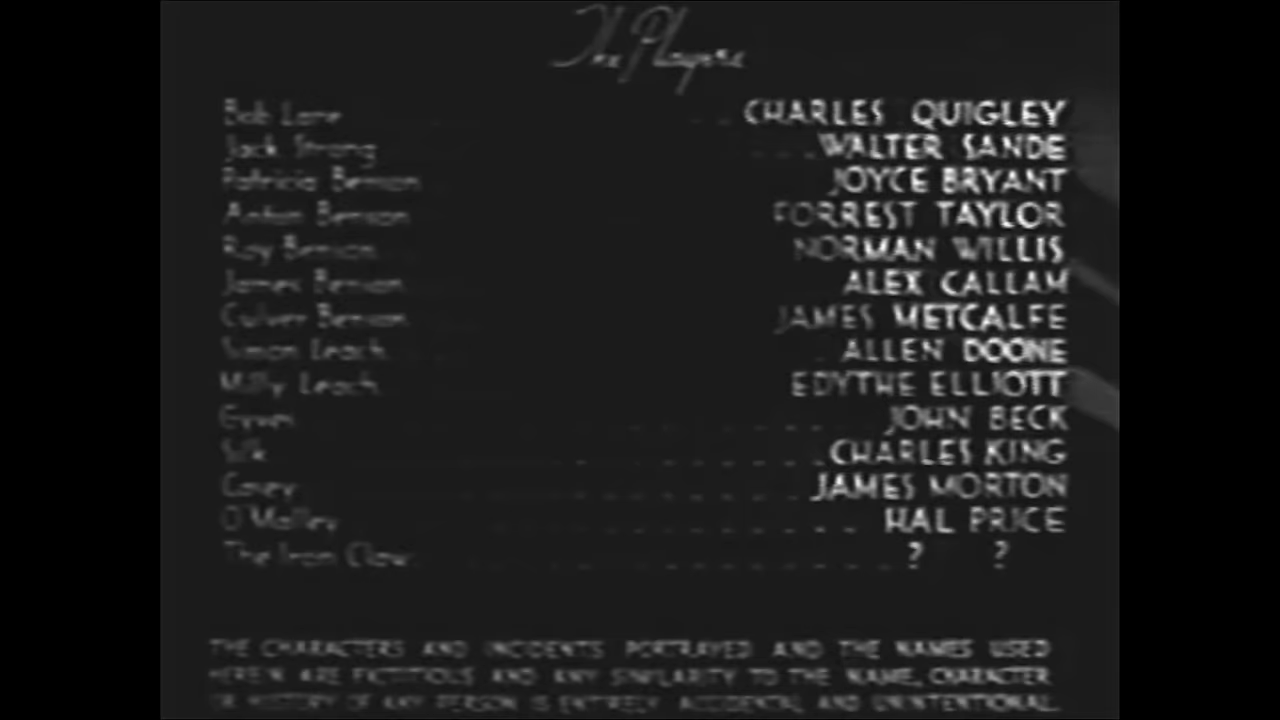 The Players
Bob Lane CHARLES QUIGLEY
Jack Strong WALTER SANDE
Patricia Benson JOYCE BRYANT
Anton Benson FORREST TAYLOR
Roy Benson NORMAN WILLIS
James Benson ALEX CALLAM
Culver Benson JAMES METCALFE
Simon Leach ALLEN DOONE
Milly Leach EDYTHE ELLIOTT
JOHN BECK
Silk CHARLES KING
Casey JAMES MORTON
O'Malley HAL PRICE
The Iron Claw ? ?
THE CHARACTERS AND INCIDENTS PORTRAYED AND THE NAMES USED
HEREIN ARE FICTITIOUS AND ANY SIMILARITY TO THE NAME, CHARACTER
OR HISTORY OF ANY PERSON IS ENTIRELY ACCIDENTAL AND UNINTENTIONAL.